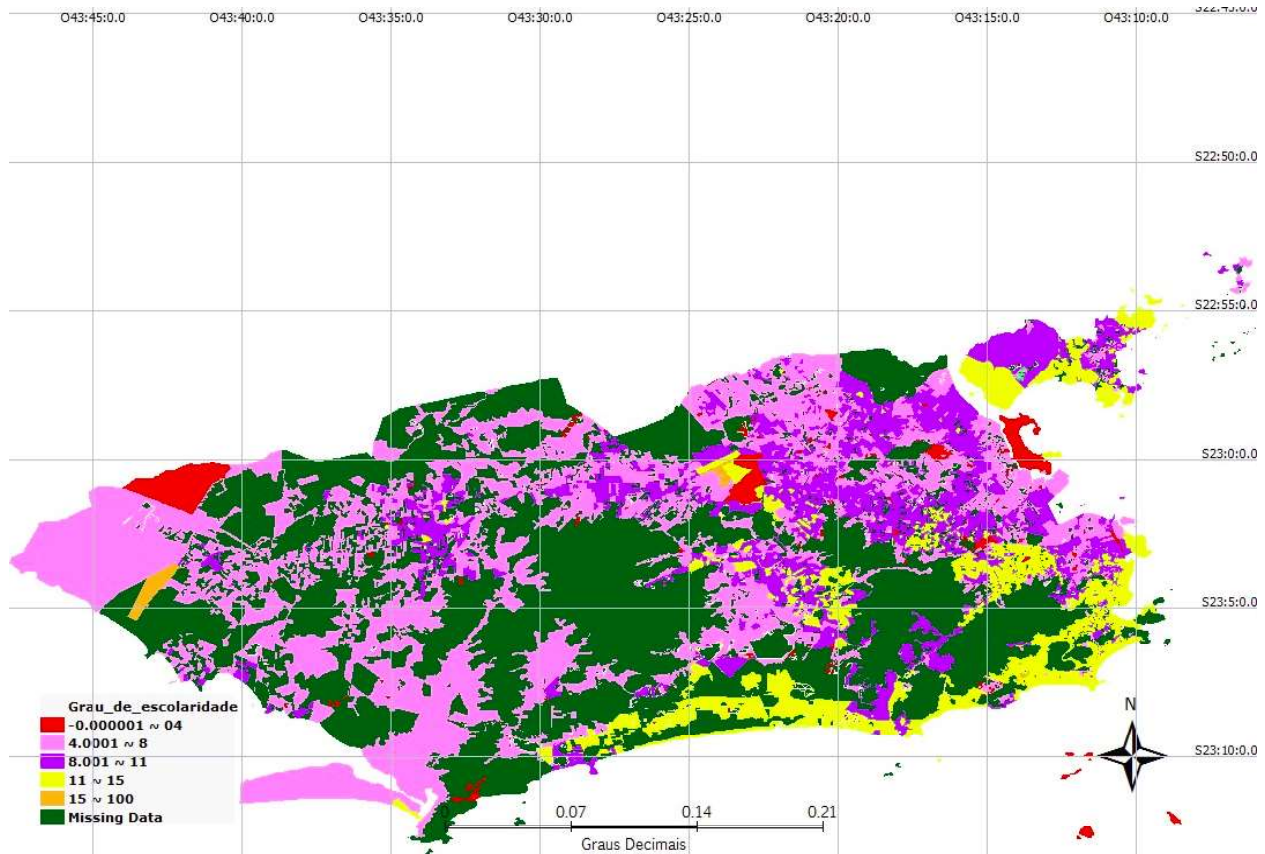 O43:45:0.0 O43:40:0.0 O43:35:0.0 O43:30:0.0 O43:25:0.0 O43:20:0.0 O43:15:0.0 O43:10:0.0
S22:50:0.0
S22:55:0.0
S23:0:0.0
S23:5:0.0
Grau_de_escolaridade
-0.000001 ~ 04
4.0001 ~ 8
8.001 ~ 11
11 ~ 15
15 ~ 100
Missing Data
N
S23:10:0.0
0 0.07 0.14 0.21
Graus Decimais